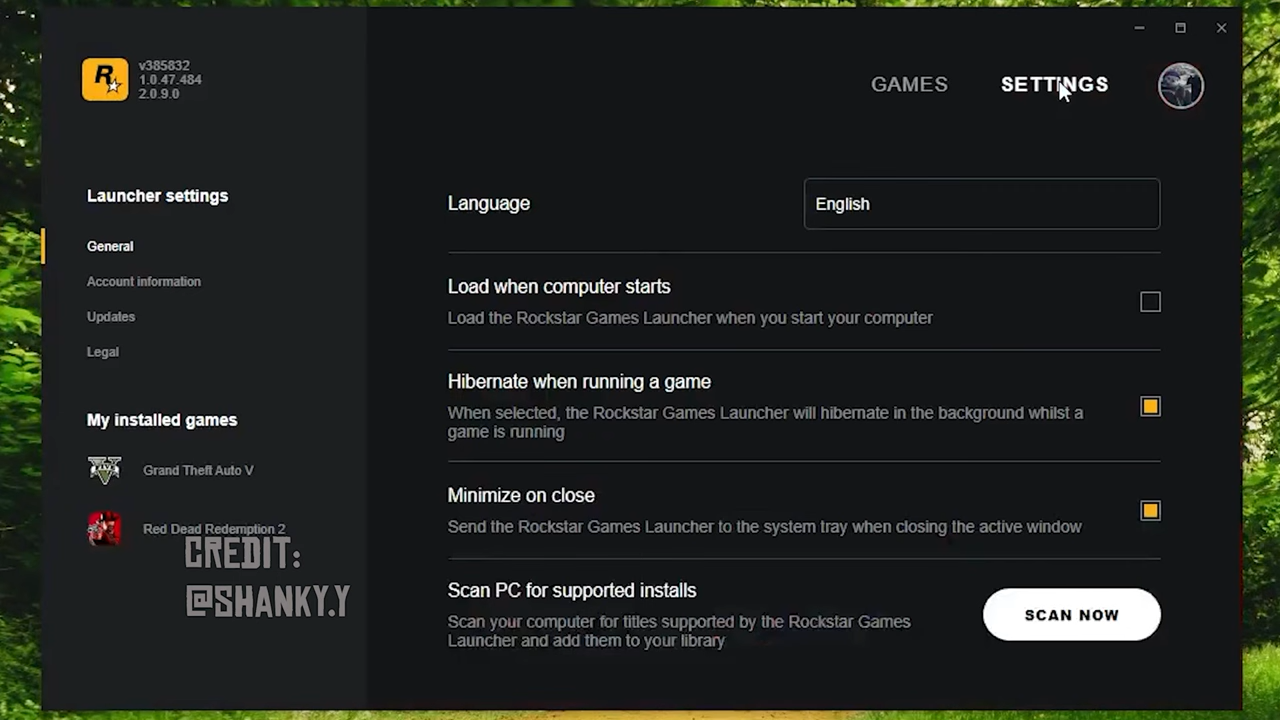 v385832
1.0.47.484
2.0.9.0
GAMES
SETTINGS
Launcher settings
General
Account information
Updates
Legal
My installed games
Grand Theft Auto V
Red Dead Redemption 2
CREDIT:
@SHANKY.Y
Language
English
Load when computer starts
Load the Rockstar Games Launcher when you start your computer
Hibernate when running a game
When selected, the Rockstar Games Launcher will hibernate in the background whilst a
game is running
Minimize on close
Send the Rockstar Games Launcher to the system tray when closing the active window
Scan PC for supported installs
Scan your computer for titles supported by the Rockstar Games
Launcher and add them to your library
SCAN NOW